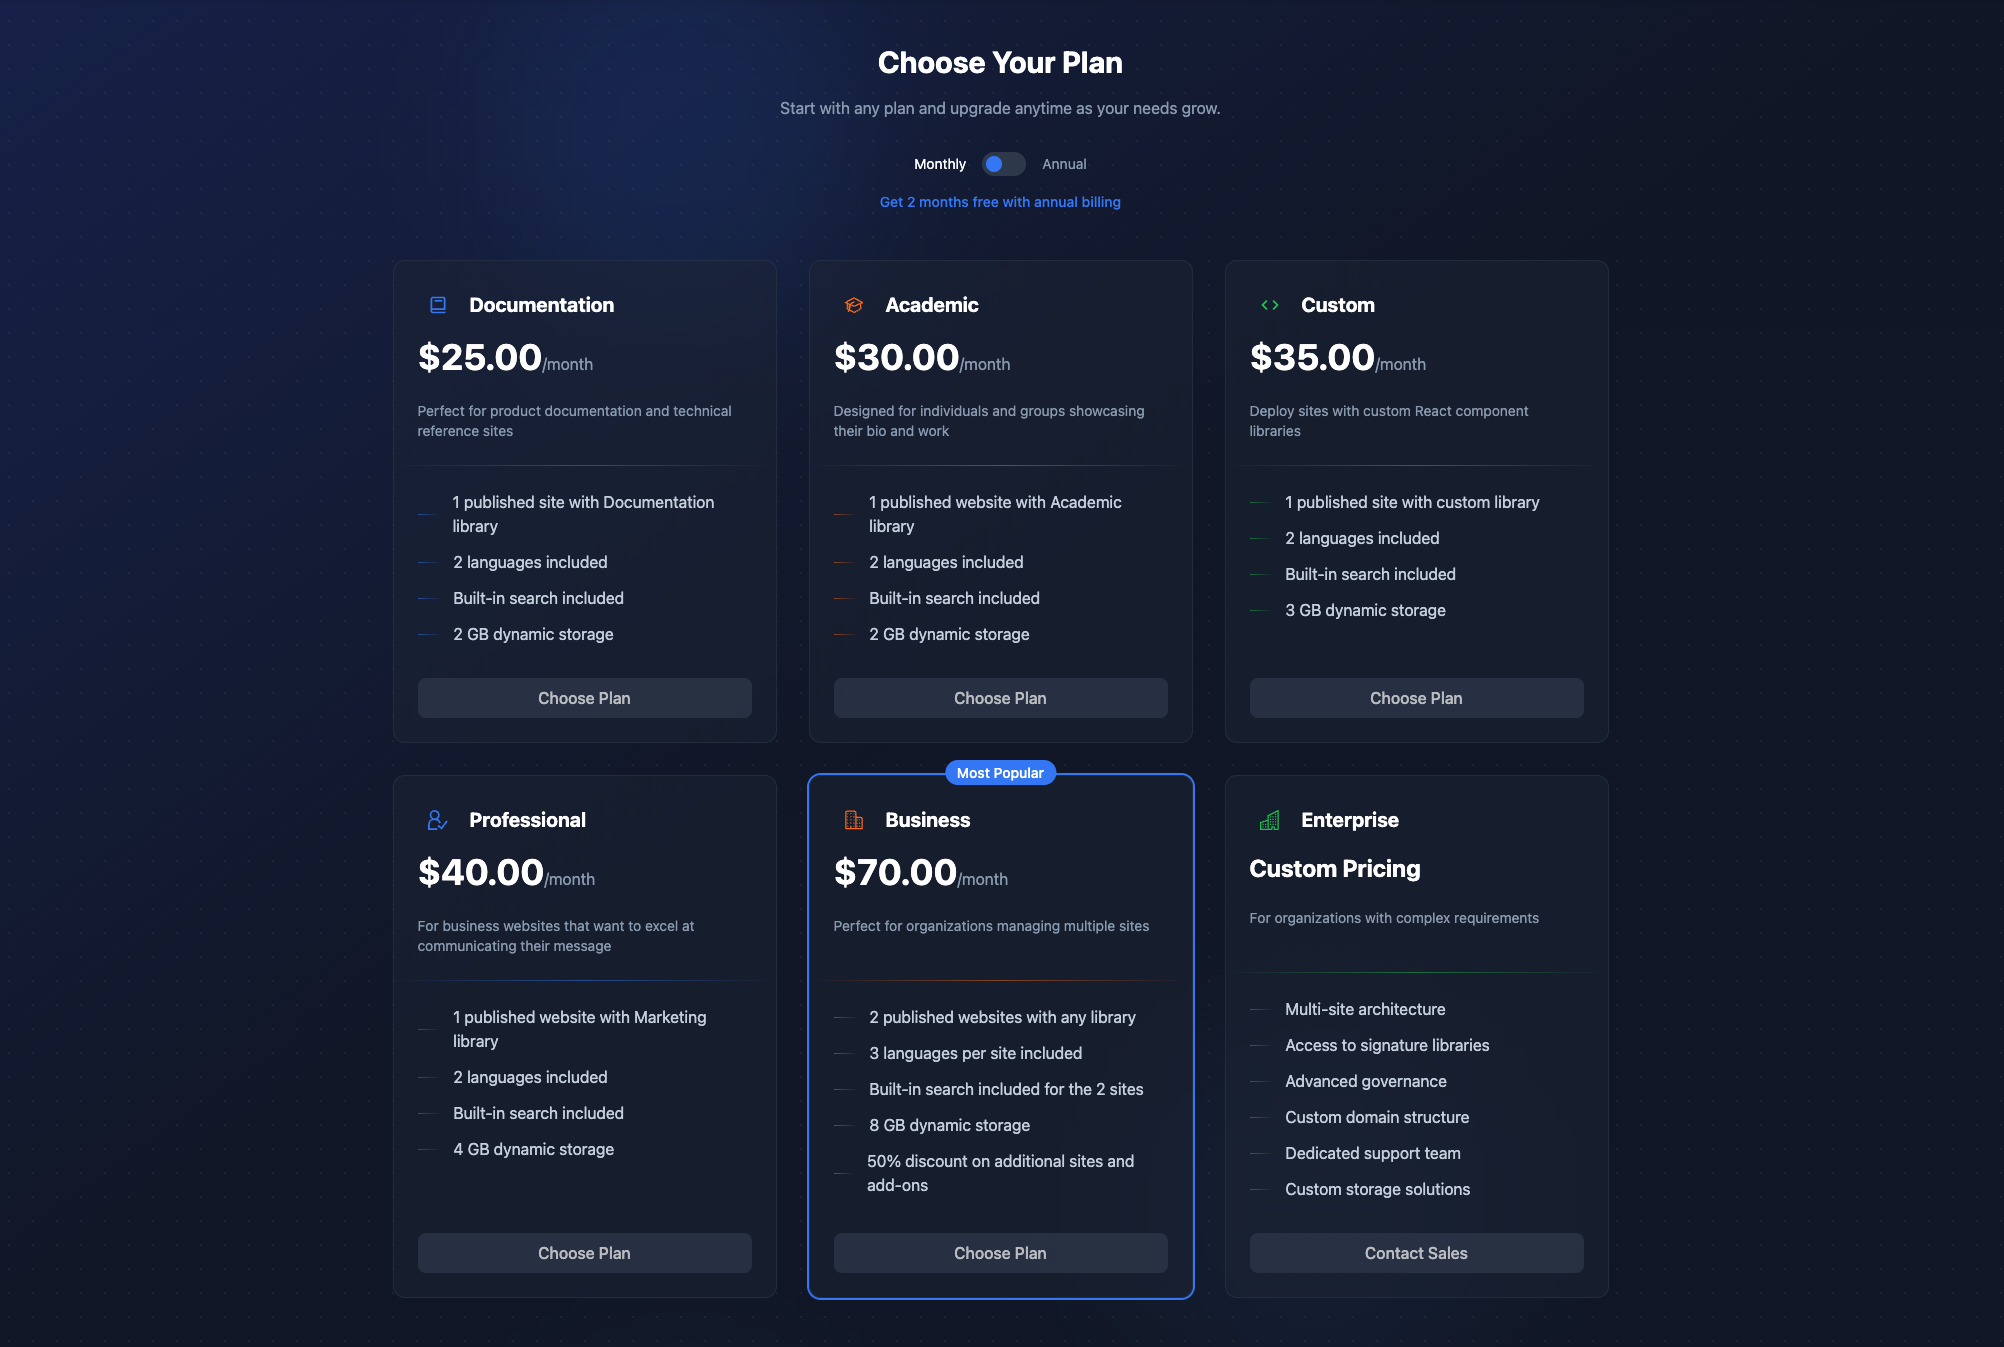 Choose Your Plan
Start with any plan and upgrade anytime as your needs grow.
Monthly
Annual
Get 2 months free with annual billing
Documentation
$25.00/month
Perfect for product documentation and technical
reference sites
1 published site with Documentation
library
2 languages included
Built-in search included
2 GB dynamic storage
Choose Plan
Academic
$30.00/month
Designed for individuals and groups showcasing
their bio and work
1 published website with Academic
library
2 languages included
Built-in search included
2 GB dynamic storage
Choose Plan
Custom
$35.00/month
Deploy sites with custom React component
libraries
1 published site with custom library
2 languages included
Built-in search included
3 GB dynamic storage
Choose Plan
Professional
$40.00/month
For business websites that want to excel at
communicating their message
1 published website with Marketing
library
2 languages included
Built-in search included
4 GB dynamic storage
Choose Plan
Most Popular
Business
$70.00/month
Perfect for organizations managing multiple sites
2 published websites with any library
3 languages per site included
Built-in search included for the 2 sites
8 GB dynamic storage
50% discount on additional sites and
add-ons
Choose Plan
Enterprise
Custom Pricing
For organizations with complex requirements
Multi-site architecture
Access to signature libraries
Advanced governance
Custom domain structure
Dedicated support team
Custom storage solutions
Contact Sales